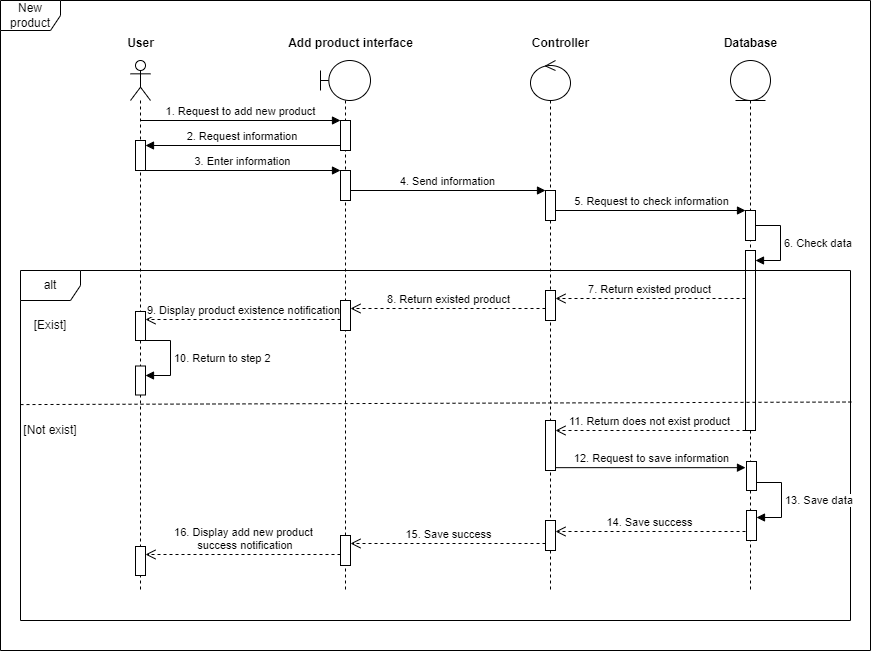 New
product
User
Add product interface
Controller
Database
1. Request to add new product
2. Request information
3. Enter information
4. Send information
5. Request to check information
6. Check data
alt
7. Return existed product
8. Return existed product
9. Display product existence notification
[Exist]
10. Return to step 2
11. Return does not exist product
[Not exist]
12. Request to save information
13. Save data
14. Save success
15. Save success
16. Display add new product
success notification